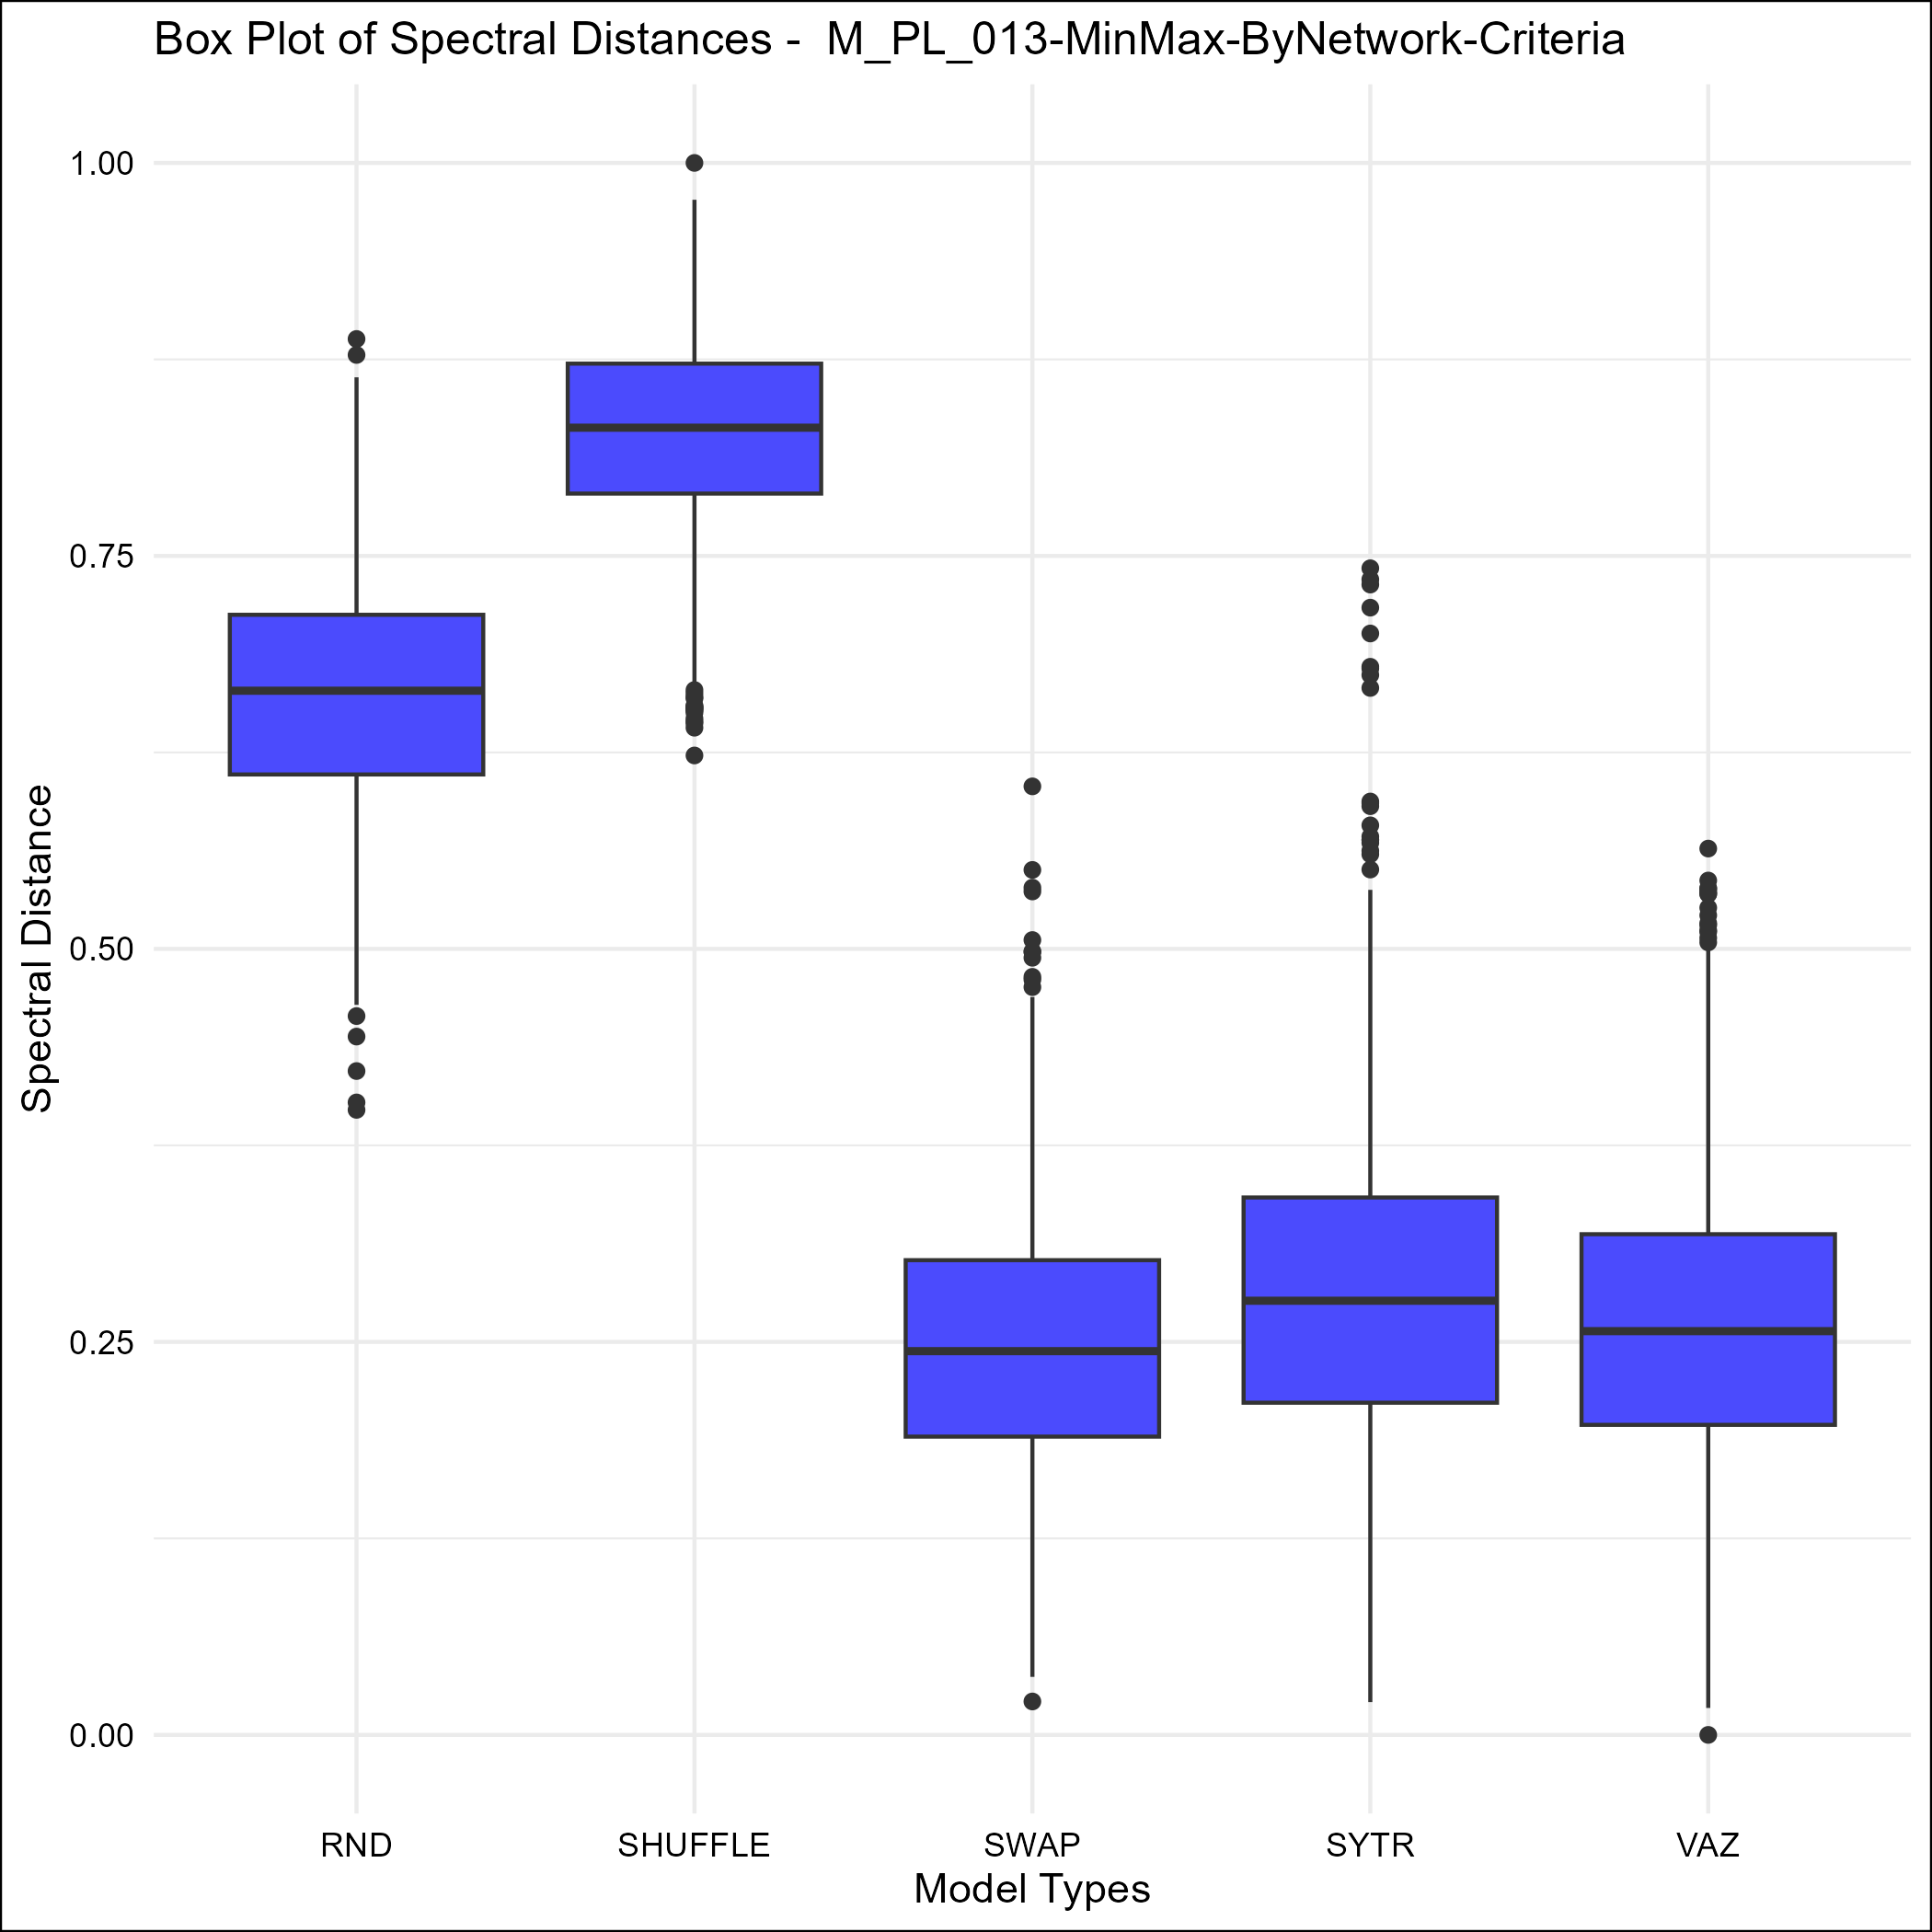 Box Plot of Spectral Distances -  M_PL_013-MinMax-ByNetwork-Criteria
Spectral Distance
1.00
0.75
0.50
0.25
0.00
RND SHUFFLE SWAP SYTR VAZ
Model Types